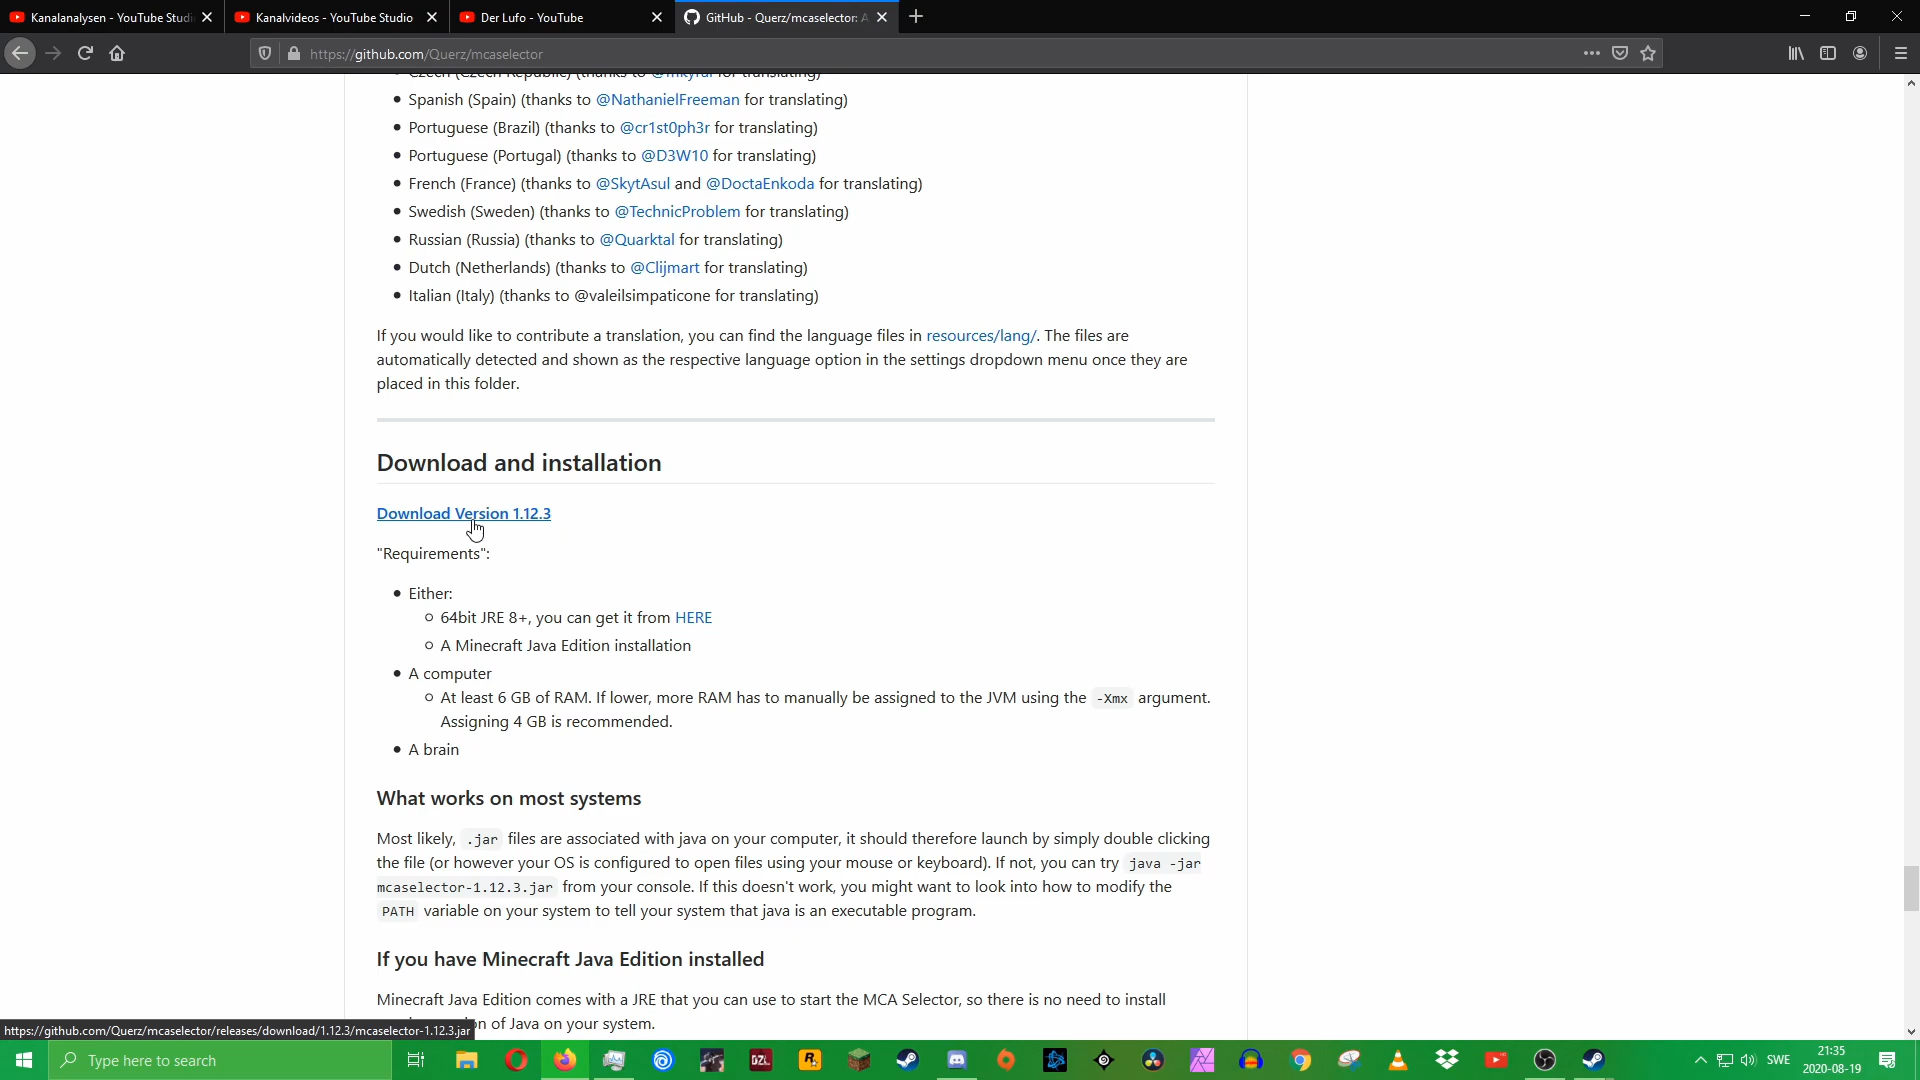 Kanalanalysen - YouTube Studi
Kanalvideos - YouTube Studio
Der Lufo - YouTube
GitHub - Querz/mcaselector: A
https://github.com/Querz/mcaselector
Czech (Czech Republic) (thanks to @mkyral for translating)
Spanish (Spain) (thanks to @NathanielFreeman for translating)
Portuguese (Brazil) (thanks to @cr1st0ph3r for translating)
Portuguese (Portugal) (thanks to @D3W10 for translating)
French (France) (thanks to @SkytAsul and @DoctaEnkoda for translating)
Swedish (Sweden) (thanks to @TechnicProblem for translating)
Russian (Russia) (thanks to @Quarktal for translating)
Dutch (Netherlands) (thanks to @Clijmart for translating)
Italian (Italy) (thanks to @valeilsimpaticone for translating)
If you would like to contribute a translation, you can find the language files in resources/lang/. The files are
automatically detected and shown as the respective language option in the settings dropdown menu once they are
placed in this folder.
Download and installation
Download Version 1.12.3
"Requirements":
Either:
64bit JRE 8+, you can get it from HERE
A Minecraft Java Edition installation
A computer
At least 6 GB of RAM. If lower, more RAM has to manually be assigned to the JVM using the -Xmx argument.
Assigning 4 GB is recommended.
A brain
What works on most systems
Most likely, .jar files are associated with java on your computer, it should therefore launch by simply double clicking
the file (or however your OS is configured to open files using your mouse or keyboard). If not, you can try java -jar
mcaselector-1.12.3.jar from your console. If this doesn't work, you might want to look into how to modify the
PATH variable on your system to tell your system that java is an executable program.
If you have Minecraft Java Edition installed
Minecraft Java Edition comes with a JRE that you can use to start the MCA Selector, so there is no need to install
n of Java on your system.
https://github.com/Querz/mcaselector/releases/download/1.12.3/mcaselector-1.12.3.jar
Type here to search
DZL
R
SWE
21:35
2020-08-19